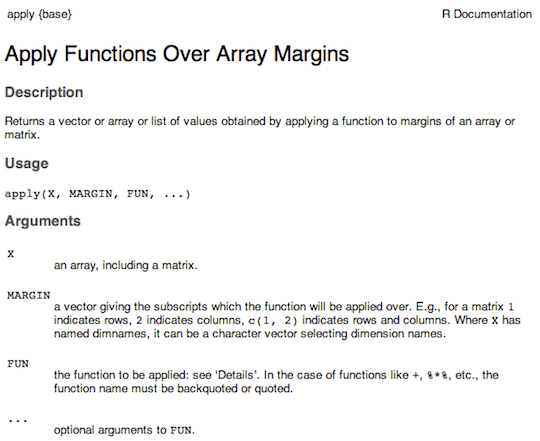 apply {base} R Documentation
Apply Functions Over Array Margins
Description
Returns a vector or array or list of values obtained by applying a function to margins of an array or
matrix.
Usage
apply(X, MARGIN, FUN, ...)
Arguments
X
an array, including a matrix.
MARGIN
a vector giving the subscripts which the function will be applied over. E.g., for a matrix 1
indicates rows, 2 indicates columns, c(1, 2) indicates rows and columns. Where X has
named dimnames, it can be a character vector selecting dimension names.
FUN
the function to be applied: see ‘Details’. In the case of functions like +, %*%, etc., the
function name must be backquoted or quoted.
...
optional arguments to FUN.